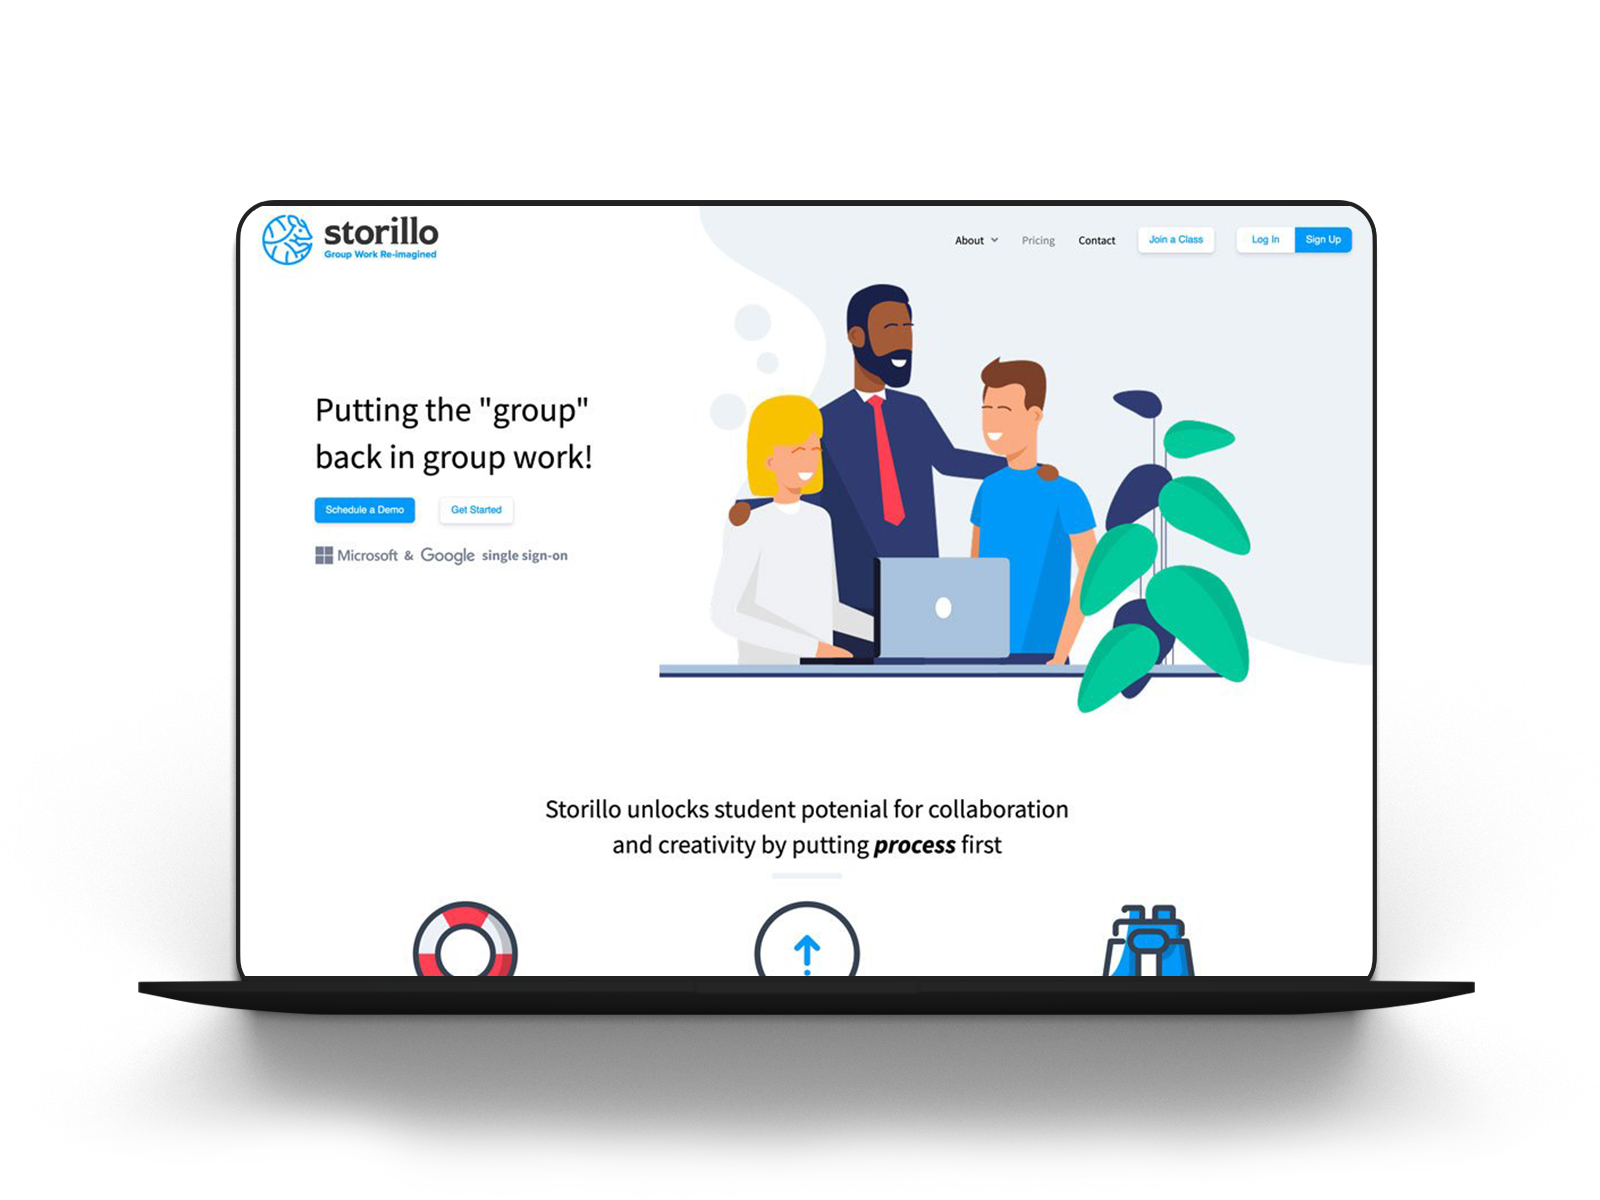 storillo
Group Work Re-imagined
About
Pricing
Contact
Join a Class
Log In
Sign Up
Putting the "group"
back in group work!
Schedule a Demo
Get Started
Microsoft & Google single sign-on
Storillo unlocks student potenial for collaboration
and creativity by putting process first